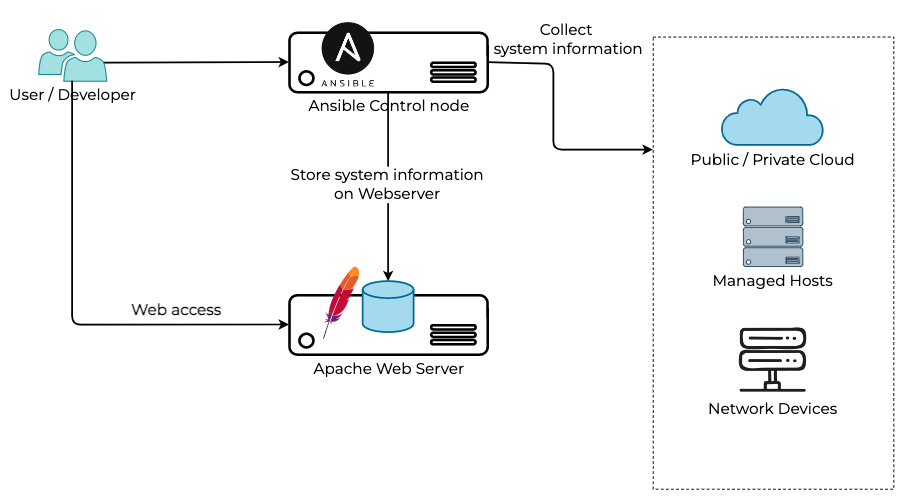 Collect
system information
ANSIBLE
User / Developer
Ansible Control node
Public / Private Cloud
Store system information
on Webserver
Managed Hosts
Web access
Apache Web Server
Network Devices